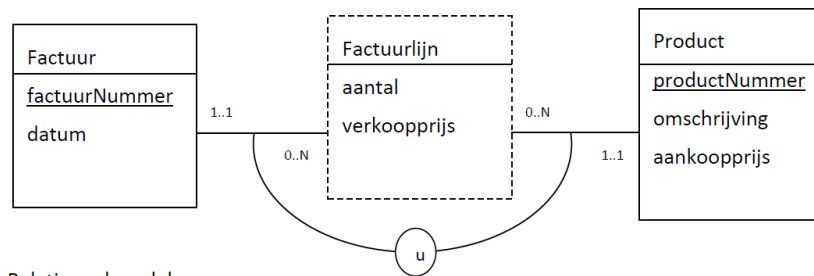 Factuur
factuurNummer
datum
1..1
0..N
Factuurlijn
aantal
verkoopprijs
0..N
1..1
Product
productNummer
omschrijving
aankoopprijs
u